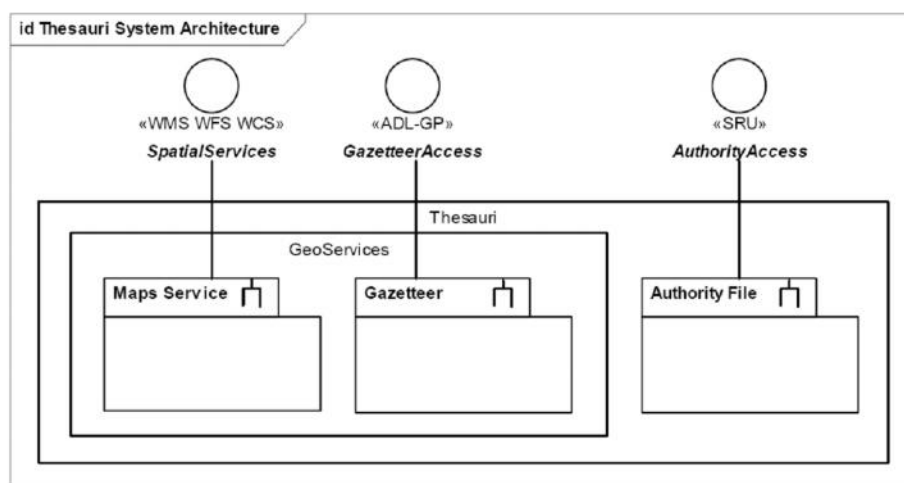 id Thesauri System Architecture
«WMS WFS WCS» «ADL-GP» «SRU»
SpatialServices GazetteerAccess AuthorityAccess
Thesauri
GeoServices
Maps Service Gazetteer Authority File